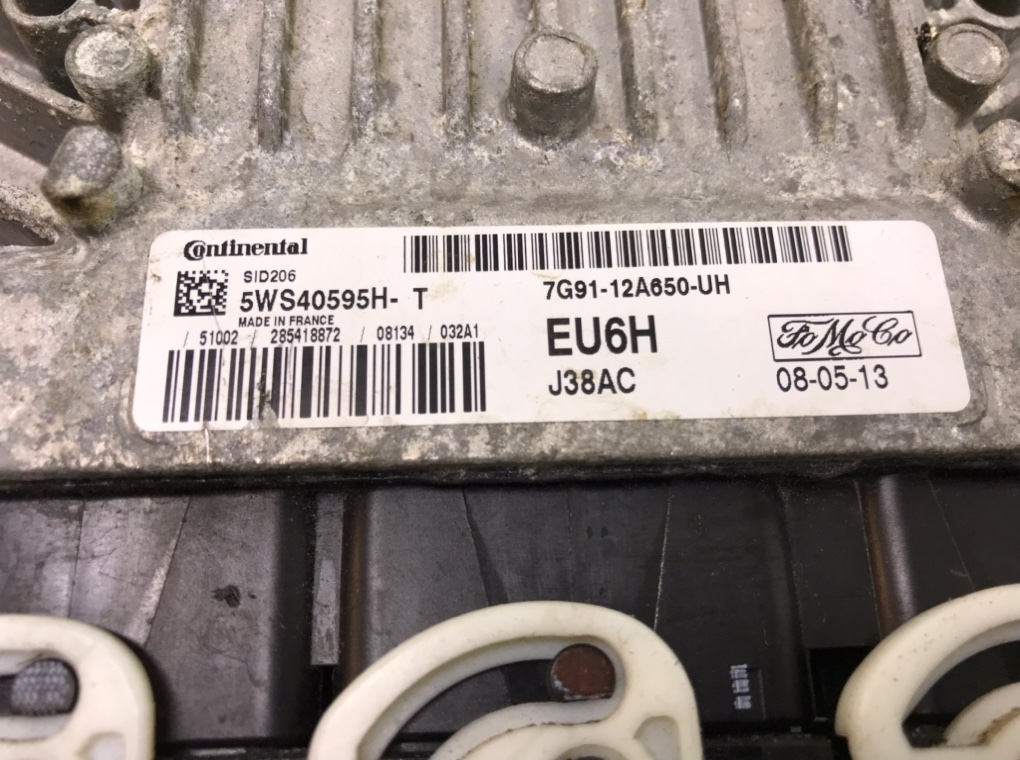 Continental
SID206
5WS40595H- T
MADE IN FRANCE
/ 51002 / 285418872 / 08134 / 032A1
7G91-12A650-UH
EU6H
J38AC
FoMoCo
08-05-13